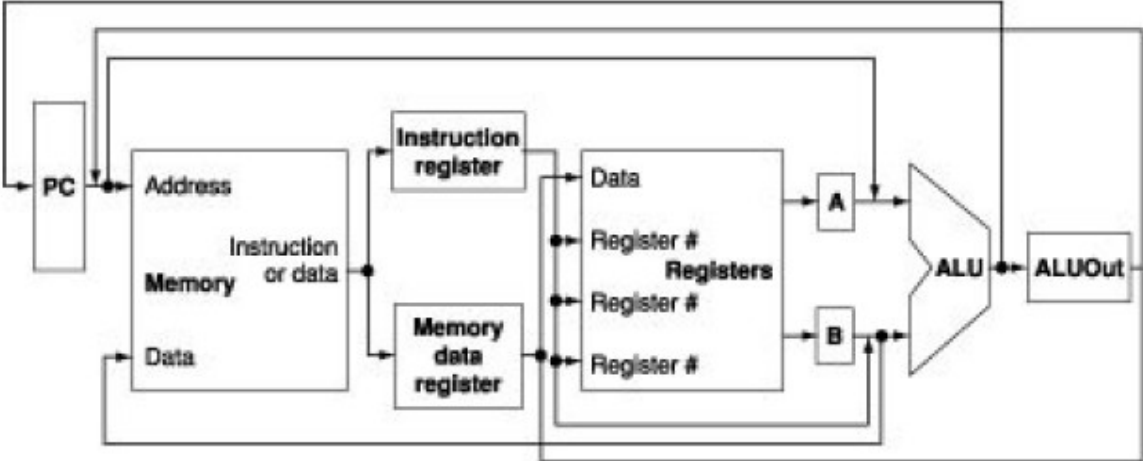 PC
Address
Instruction
or data
Memory
Data
Instruction
register
Memory
data
register
Data
Register #
Registers
Register #
Register #
A
B
ALU
ALUOut